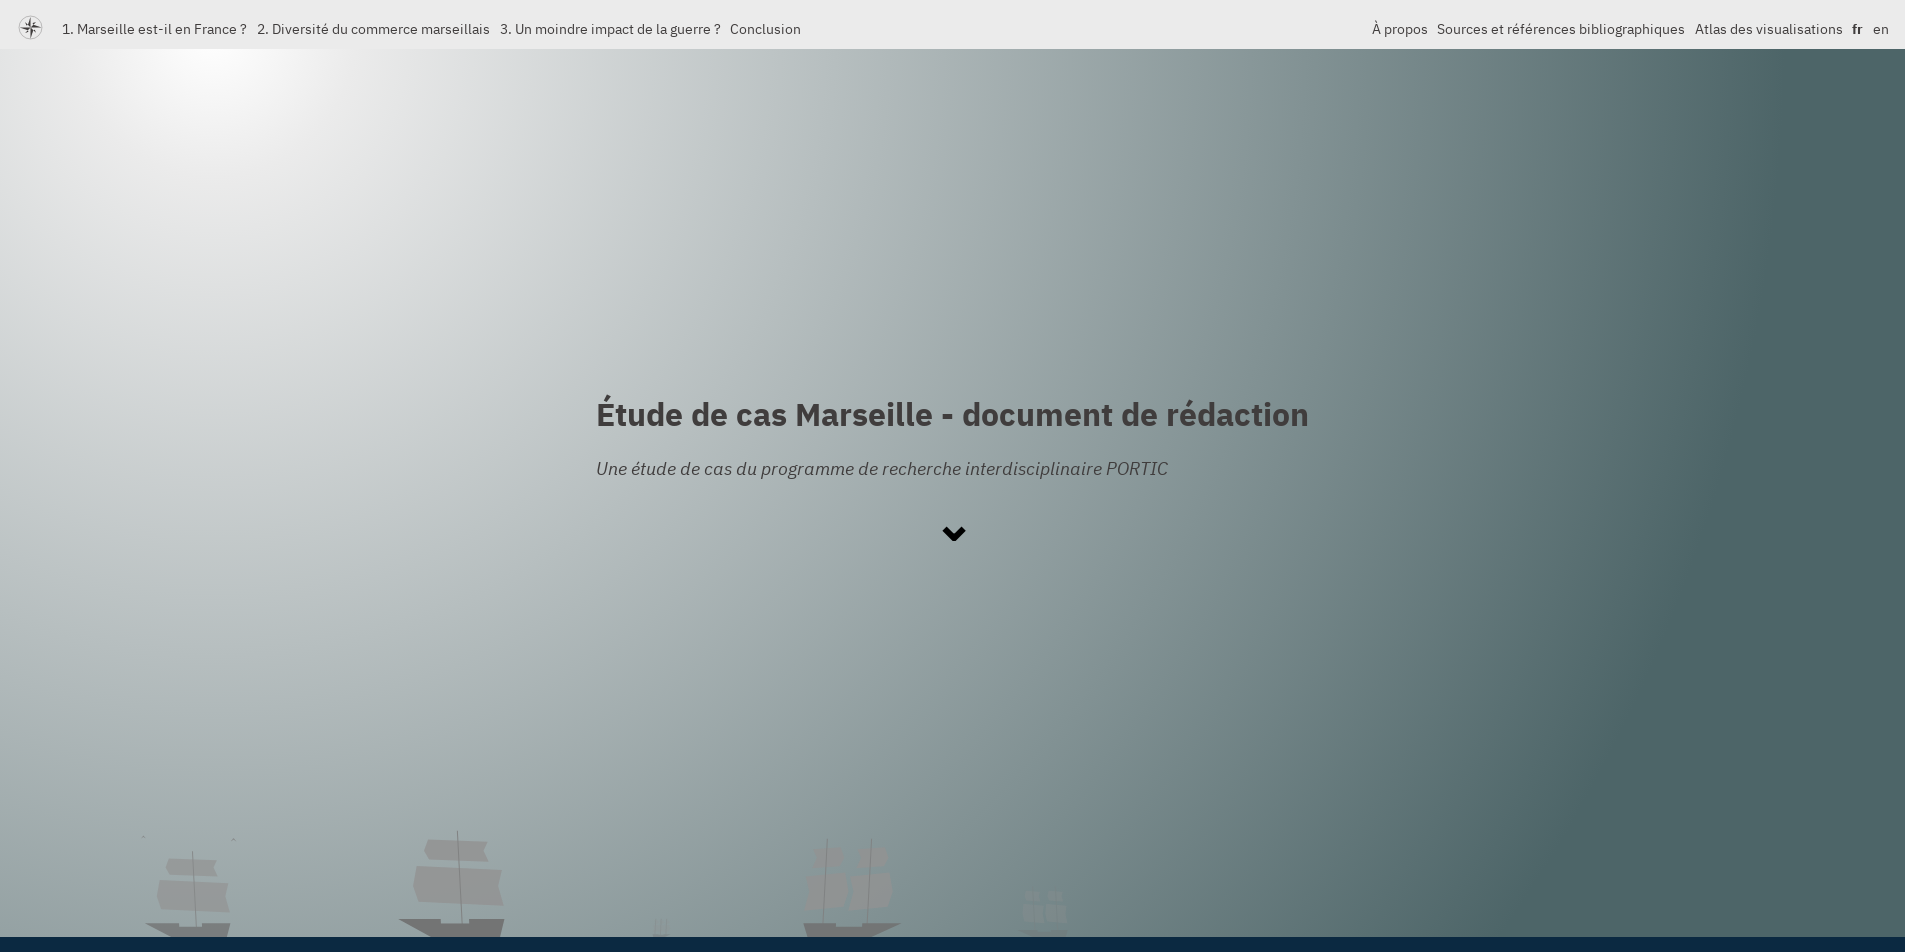 1. Marseille est-il en France ? 2. Diversité du commerce marseillais 3. Un moindre impact de la guerre ? Conclusion À propos Sources et références bibliographiques Atlas des visualisations fr en
Étude de cas Marseille - document de rédaction
Une étude de cas du programme de recherche interdisciplinaire PORTIC